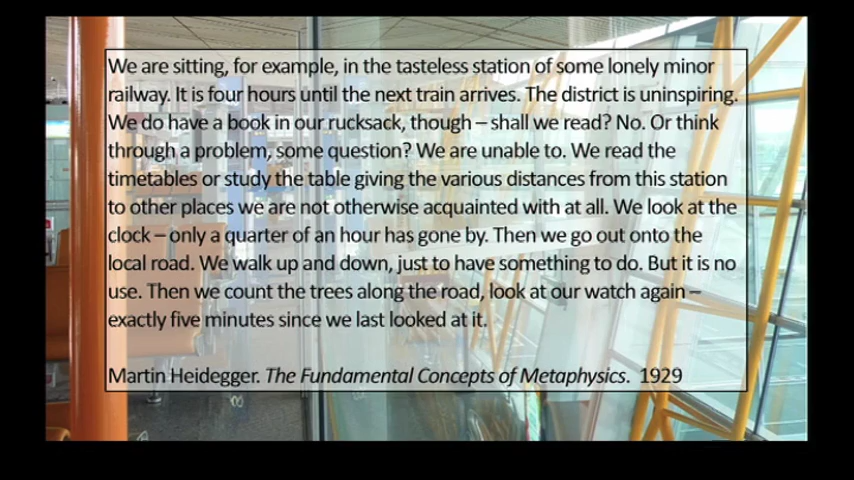 We are sitting, for example, in the tasteless station of some lonely minor
railway. It is four hours until the next train arrives. The district is uninspiring.
We do have a book in our rucksack, though – shall we read? No. Or think
through a problem, some question? We are unable to. We read the
timetables or study the table giving the various distances from this station
to other places we are not otherwise acquainted with at all. We look at the
clock – only a quarter of an hour has gone by. Then we go out onto the
local road. We walk up and down, just to have something to do. But it is no
use. Then we count the trees along the road, look at our watch again –
exactly five minutes since we last looked at it.
Martin Heidegger. The Fundamental Concepts of Metaphysics. 1929